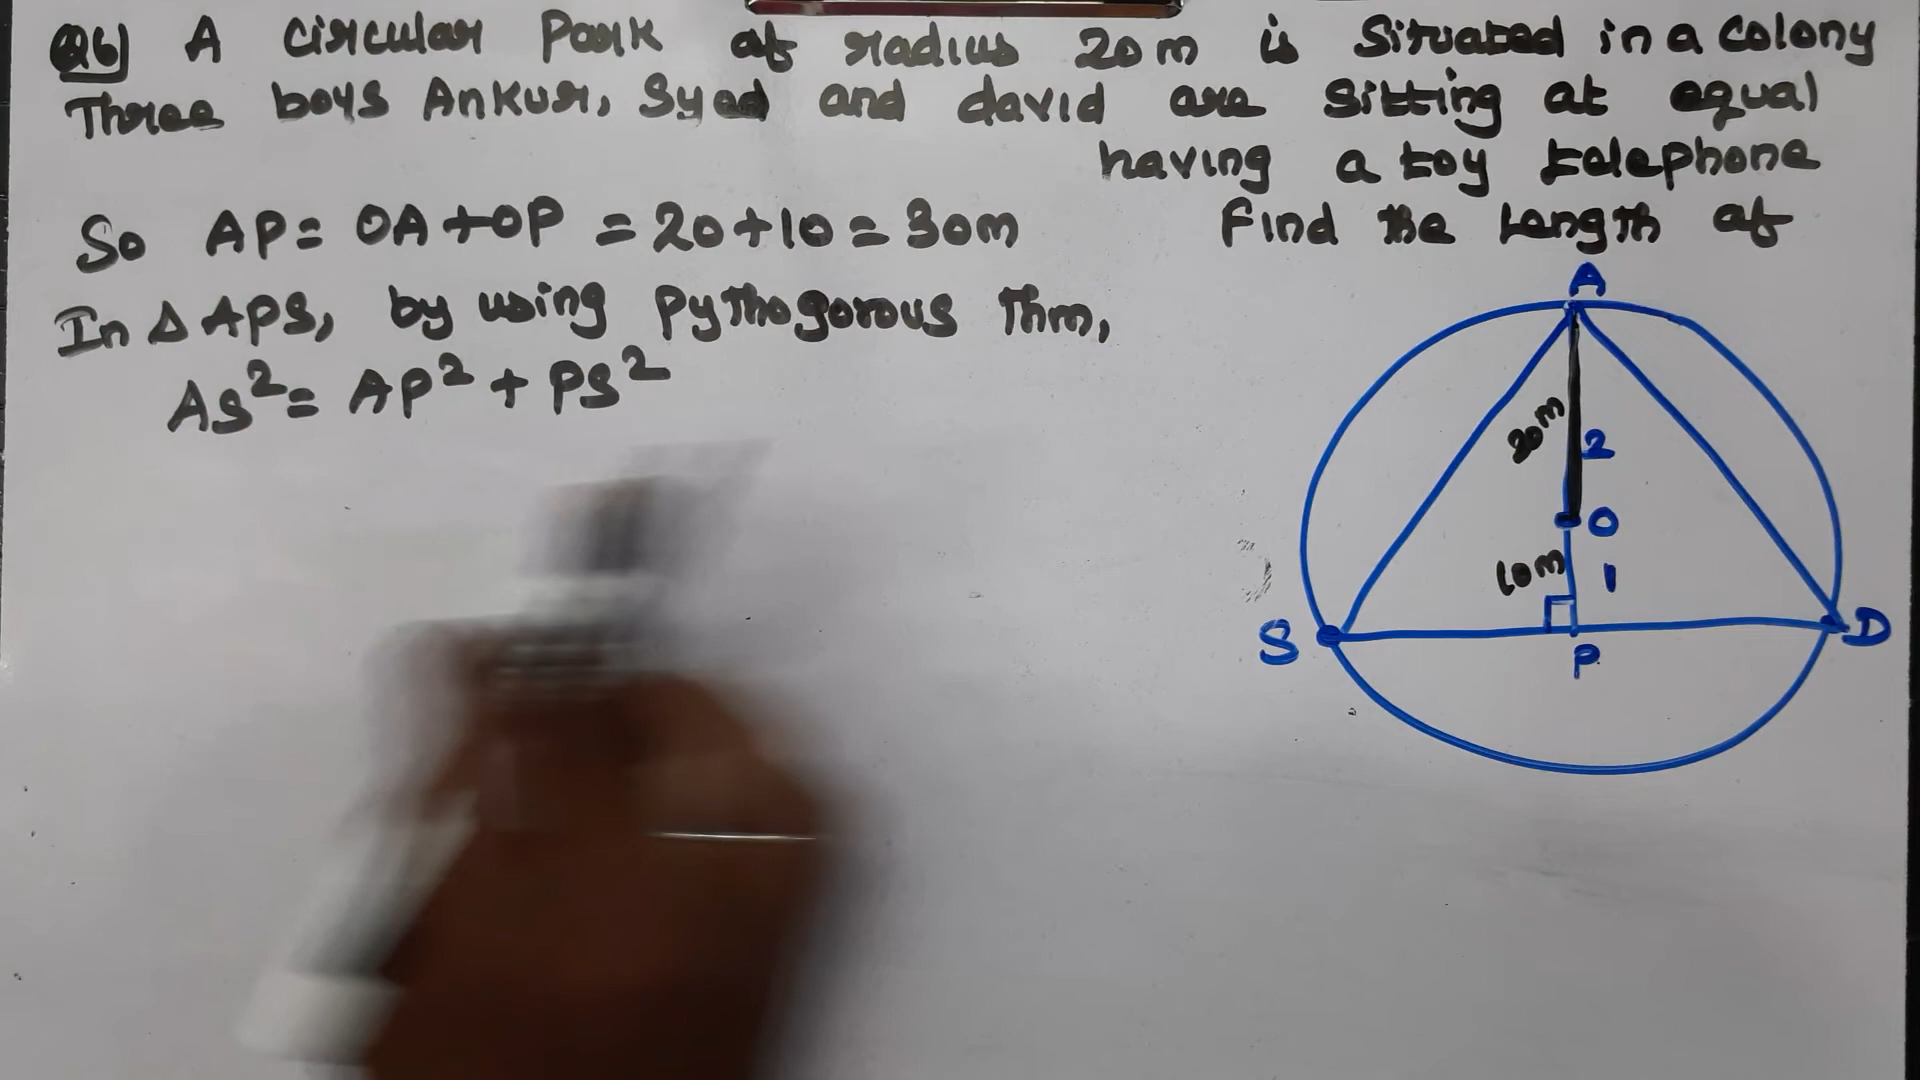 Q6) A circular Park of radius 20m is Situated in a Colony
Three boys Ankur, Syed and david are sitting at equal
having a toy telephone
Find the Length of
So AP = OA + OP = 20 + 10 = 30m
In Δ APS, by using Pythogorous Thm,
AS² = AP² + PS²
A
20m
2
O
10m
1
S
P
D